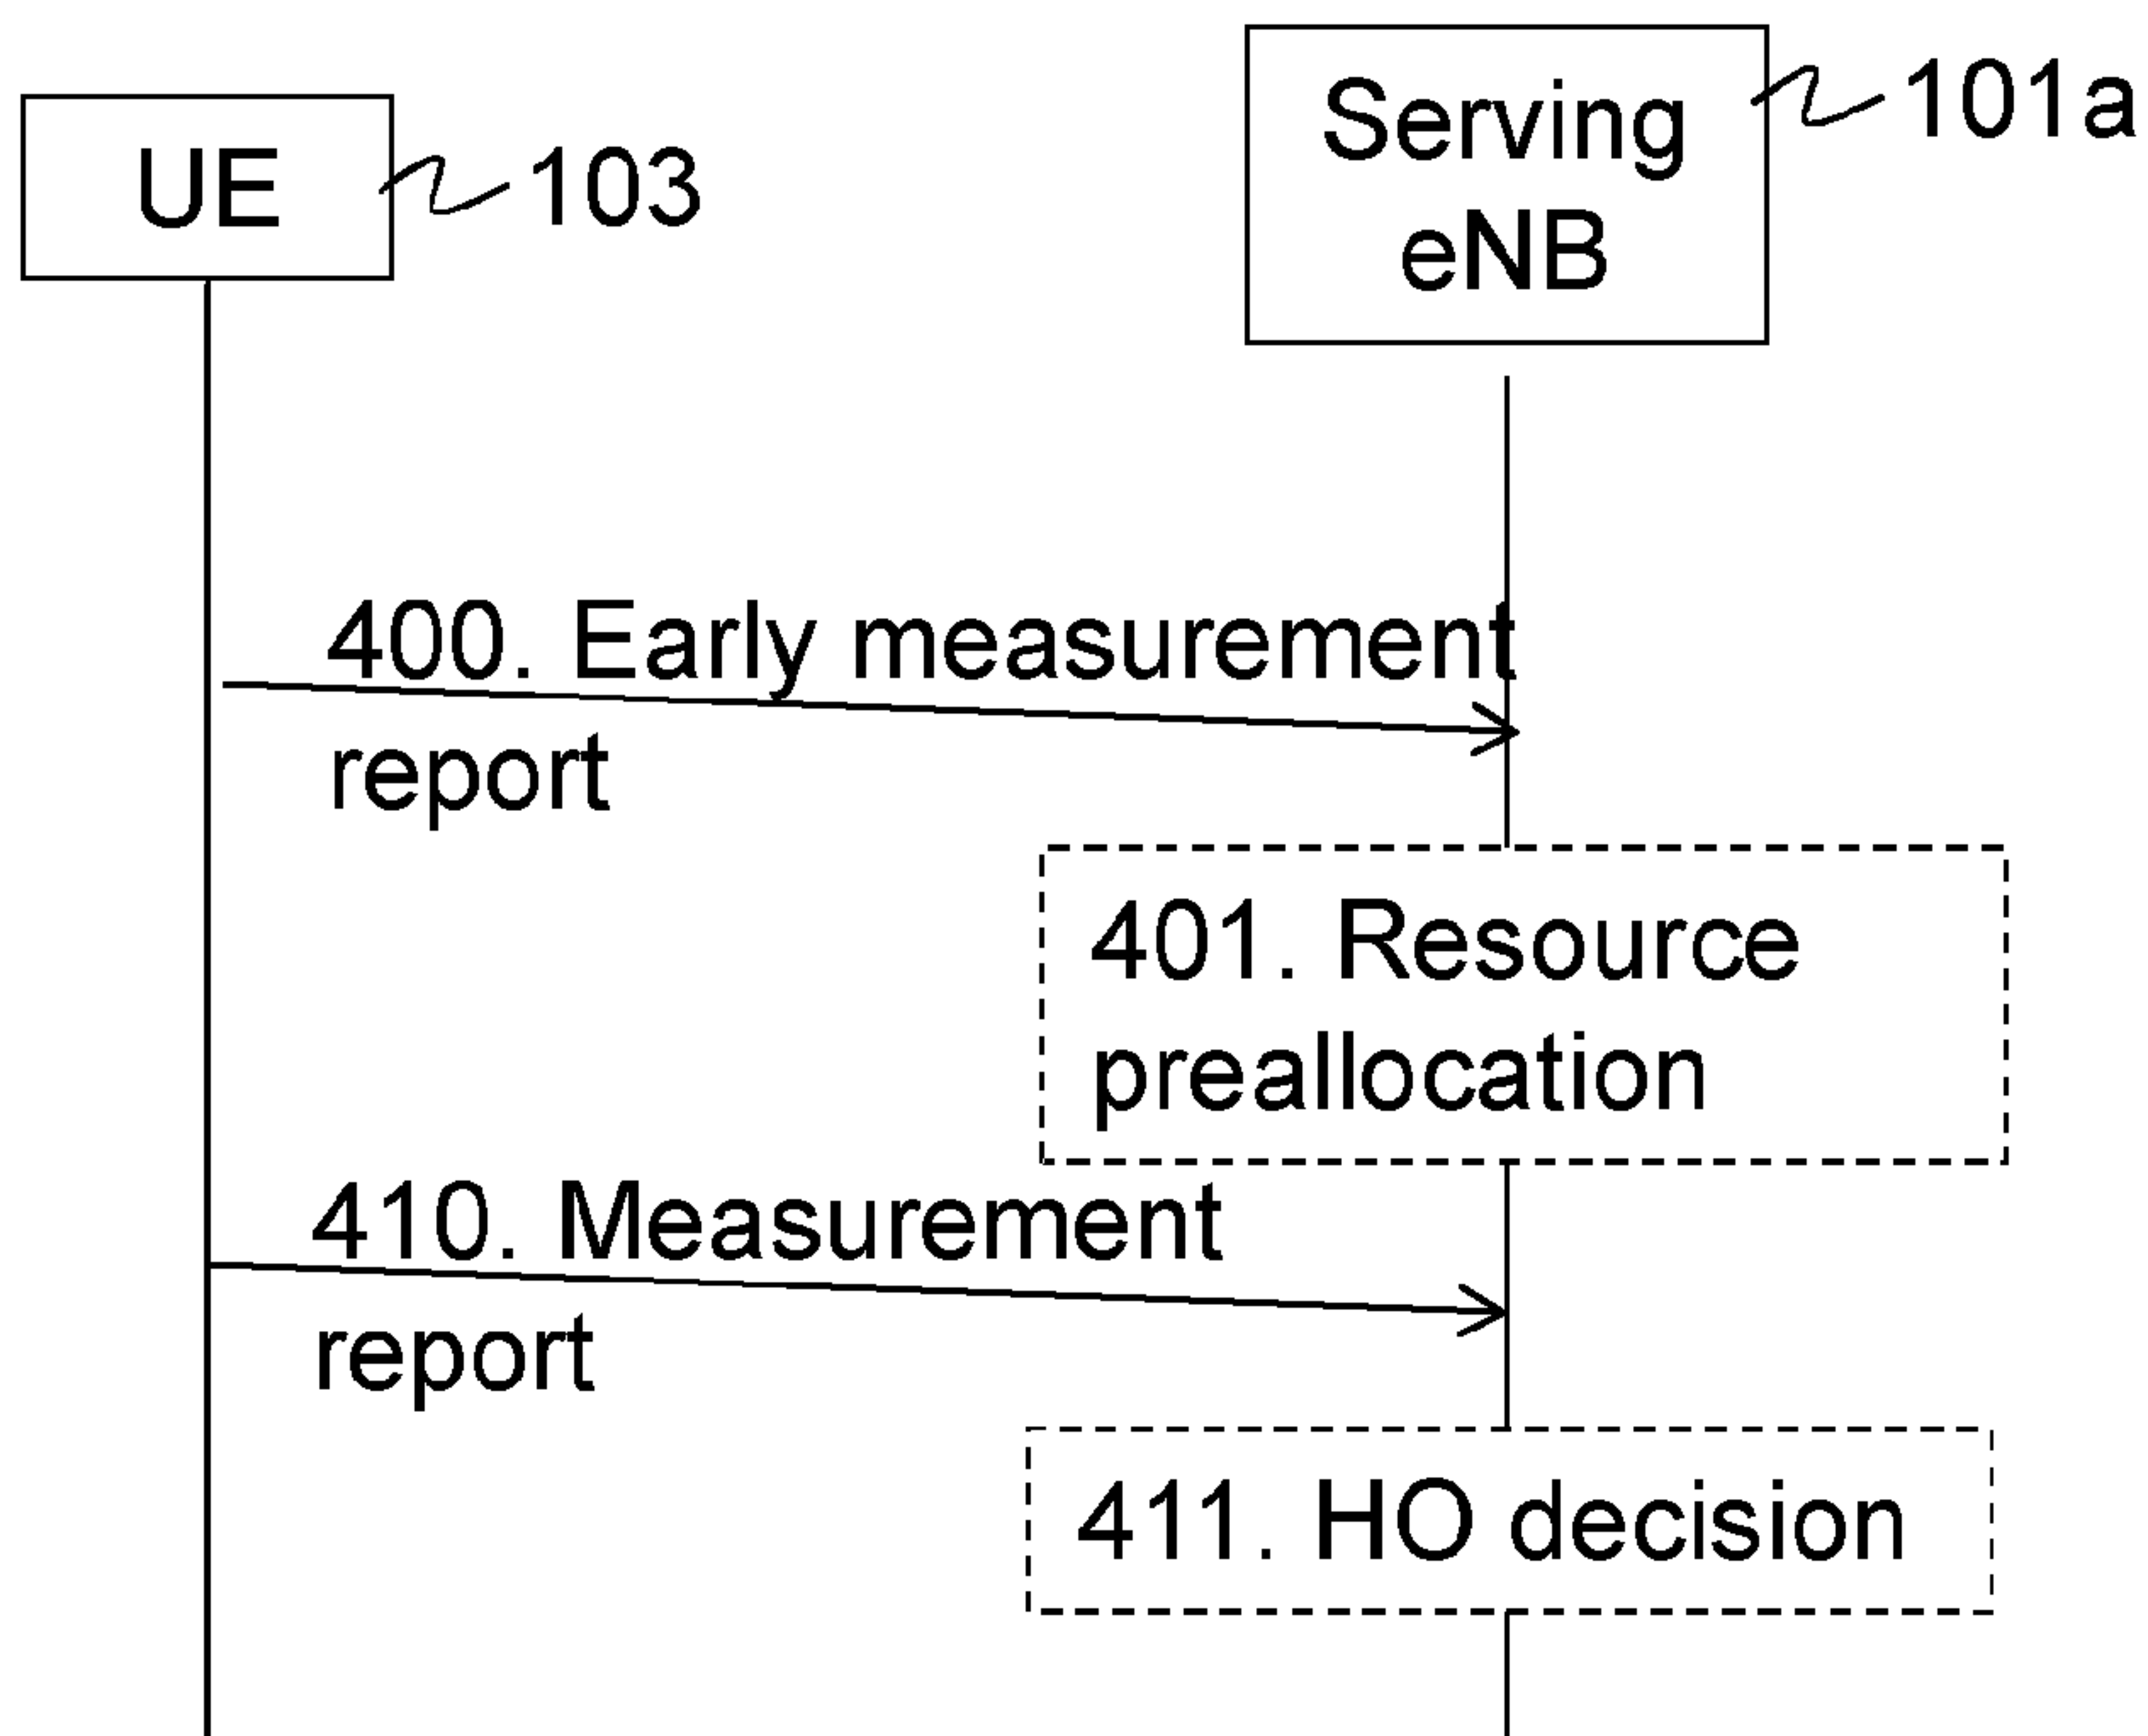 UE
103
Serving
eNB
101a
400. Early measurement
report
401. Resource
preallocation
410. Measurement
report
411. HO decision